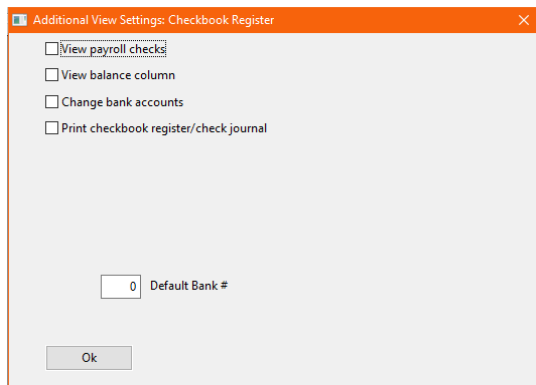 Additional View Settings: Checkbook Register
View payroll checks
View balance column
Change bank accounts
Print checkbook register/check journal
0 Default Bank #
Ok